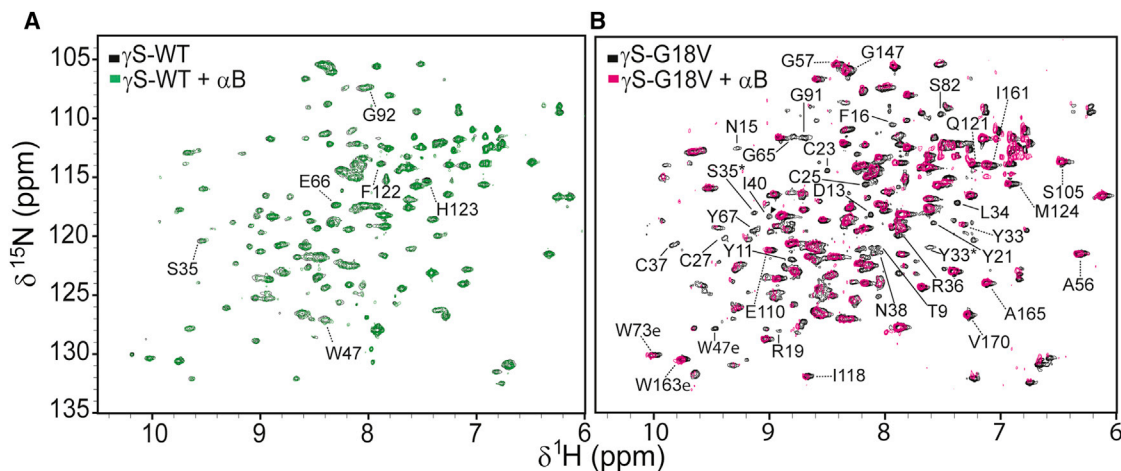 A
γS-WT
γS-WT + αB
G92
E66
F122
H123
S35
W47
105
110
115
120
125
130
135
δ ¹⁵N (ppm)
10
9
8
7
6
B
γS-G18V
γS-G18V + αB
G57
G147
S82
G91
I161
F16
Q121
N15
G65
C23
S35*
C25
S105
I40
D13
M124
L34
Y67
Y33
Y11
Y33*
Y21
C37
C27
R36
A56
E110
N38
T9
A165
W73e
W47e
R19
V170
W163e
I118
10
9
8
7
6
δ¹H (ppm)